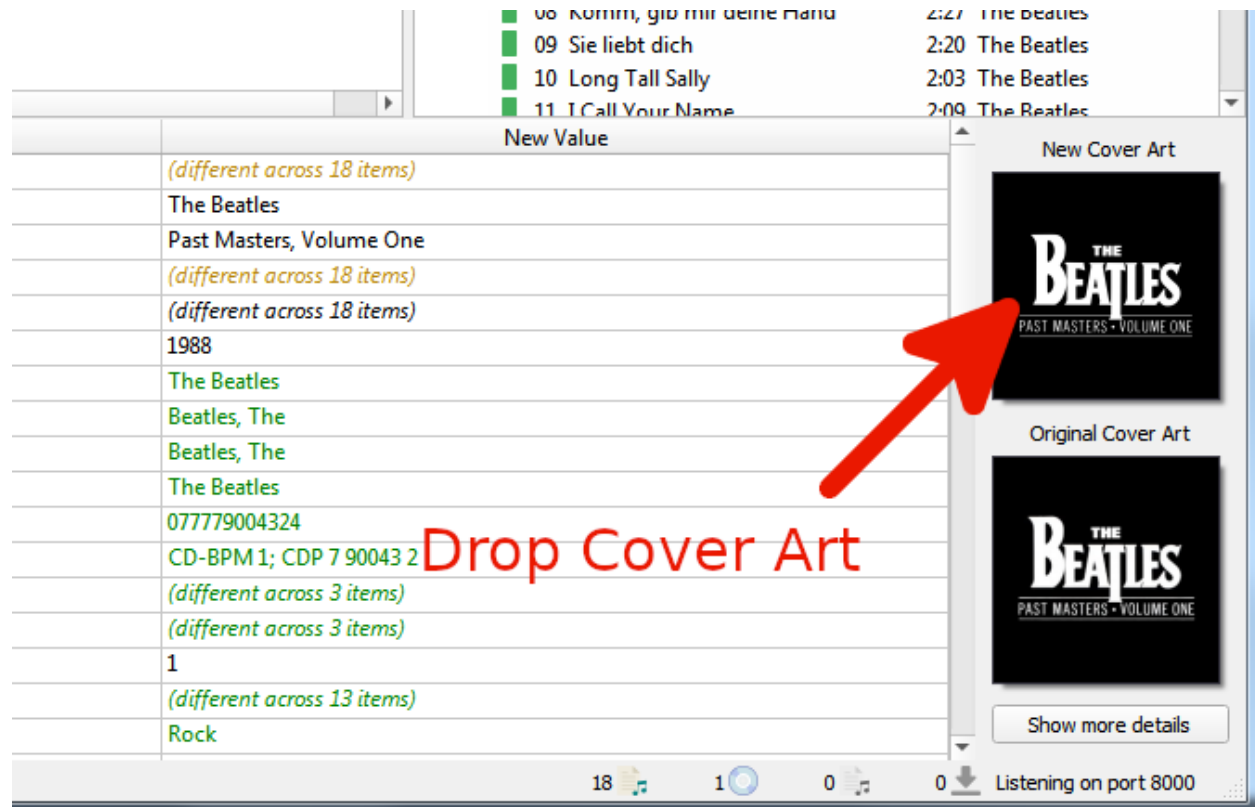 08 Komm, gib mir deine Hand 2:27 The Beatles
09 Sie liebt dich 2:20 The Beatles
10 Long Tall Sally 2:03 The Beatles
11 I Call Your Name 2:09 The Beatles
New Value
New Cover Art
(different across 18 items)
The Beatles
Past Masters, Volume One
(different across 18 items)
(different across 18 items)
1988
The Beatles
Beatles, The
Beatles, The
The Beatles
077779004324
CD-BPM 1; CDP 7 90043 2
(different across 3 items)
(different across 3 items)
1
(different across 13 items)
Rock
THE
BEATLES
PAST MASTERS • VOLUME ONE
Drop Cover Art
Original Cover Art
THE
BEATLES
PAST MASTERS • VOLUME ONE
Show more details
18 1 0 0 Listening on port 8000